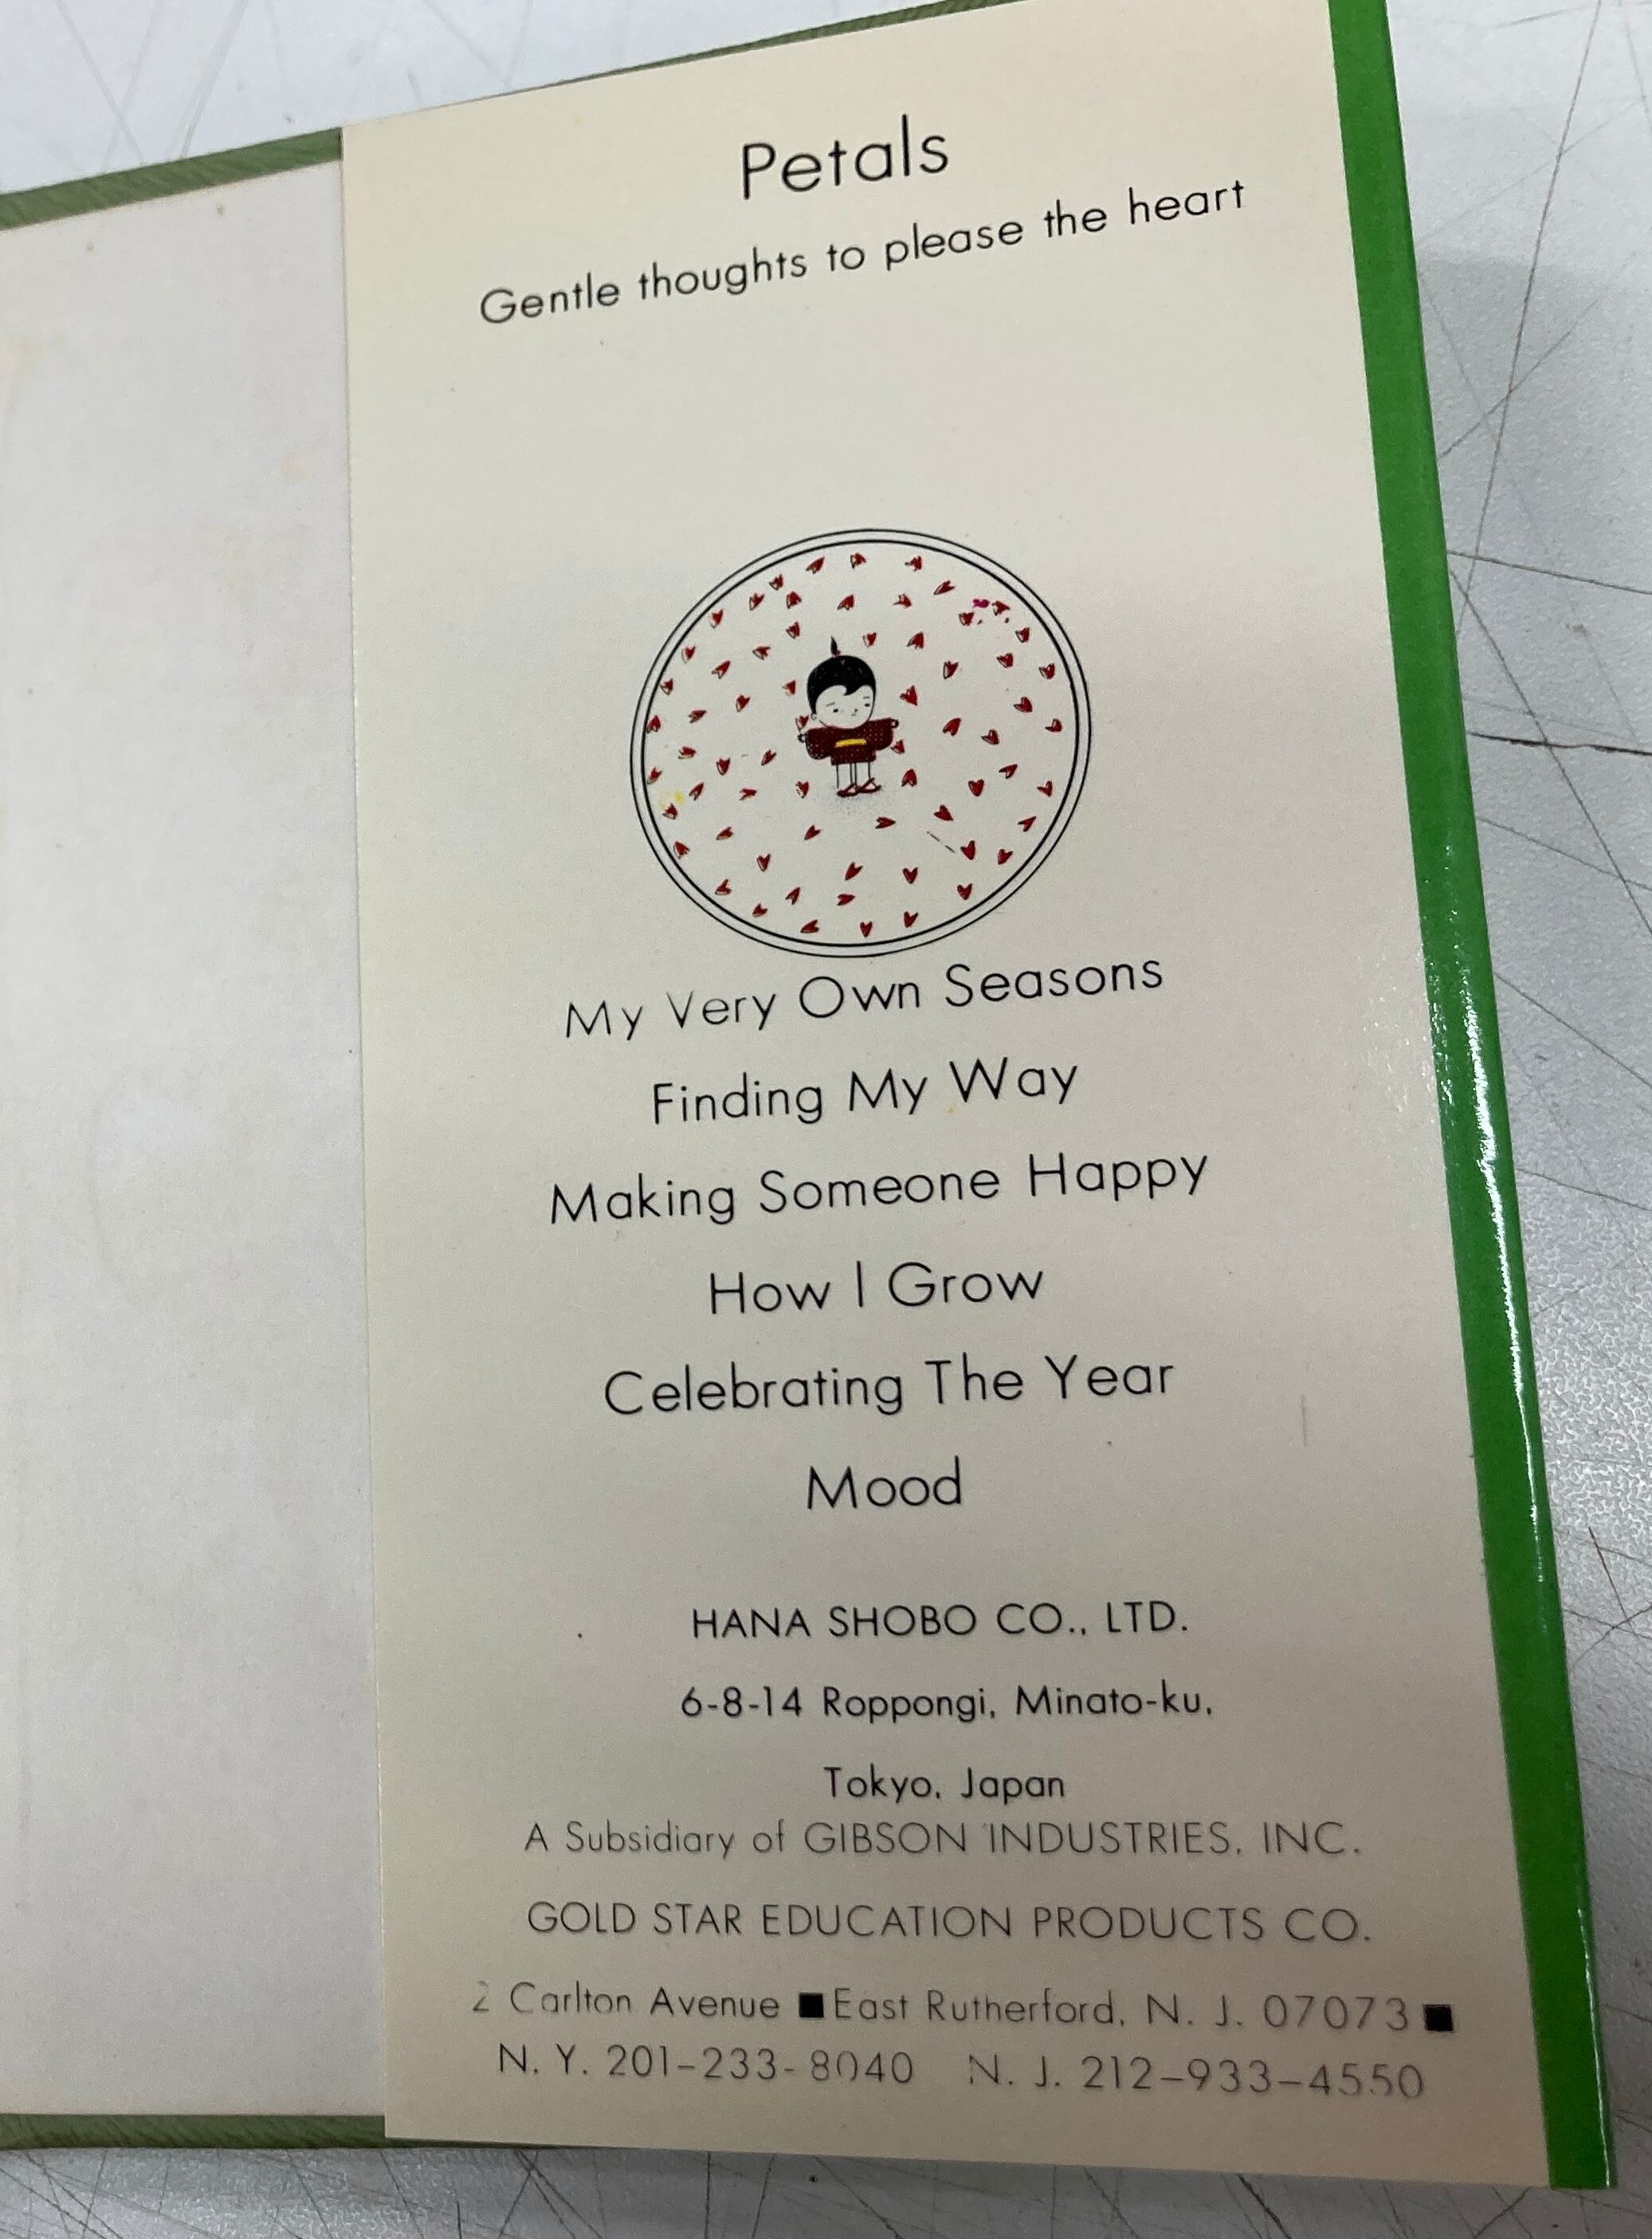 Petals
Gentle thoughts to please the heart
My Very Own Seasons
Finding My Way
Making Someone Happy
How I Grow
Celebrating The Year
Mood
HANA SHOBO CO., LTD.
6-8-14 Roppongi, Minato-ku,
Tokyo, Japan
A Subsidiary of GIBSON INDUSTRIES, INC.
GOLD STAR EDUCATION PRODUCTS CO.
2 Carlton Avenue ■ East Rutherford, N. J. 07073 ■
N. Y. 201-233-8040 N. J. 212-933-4550